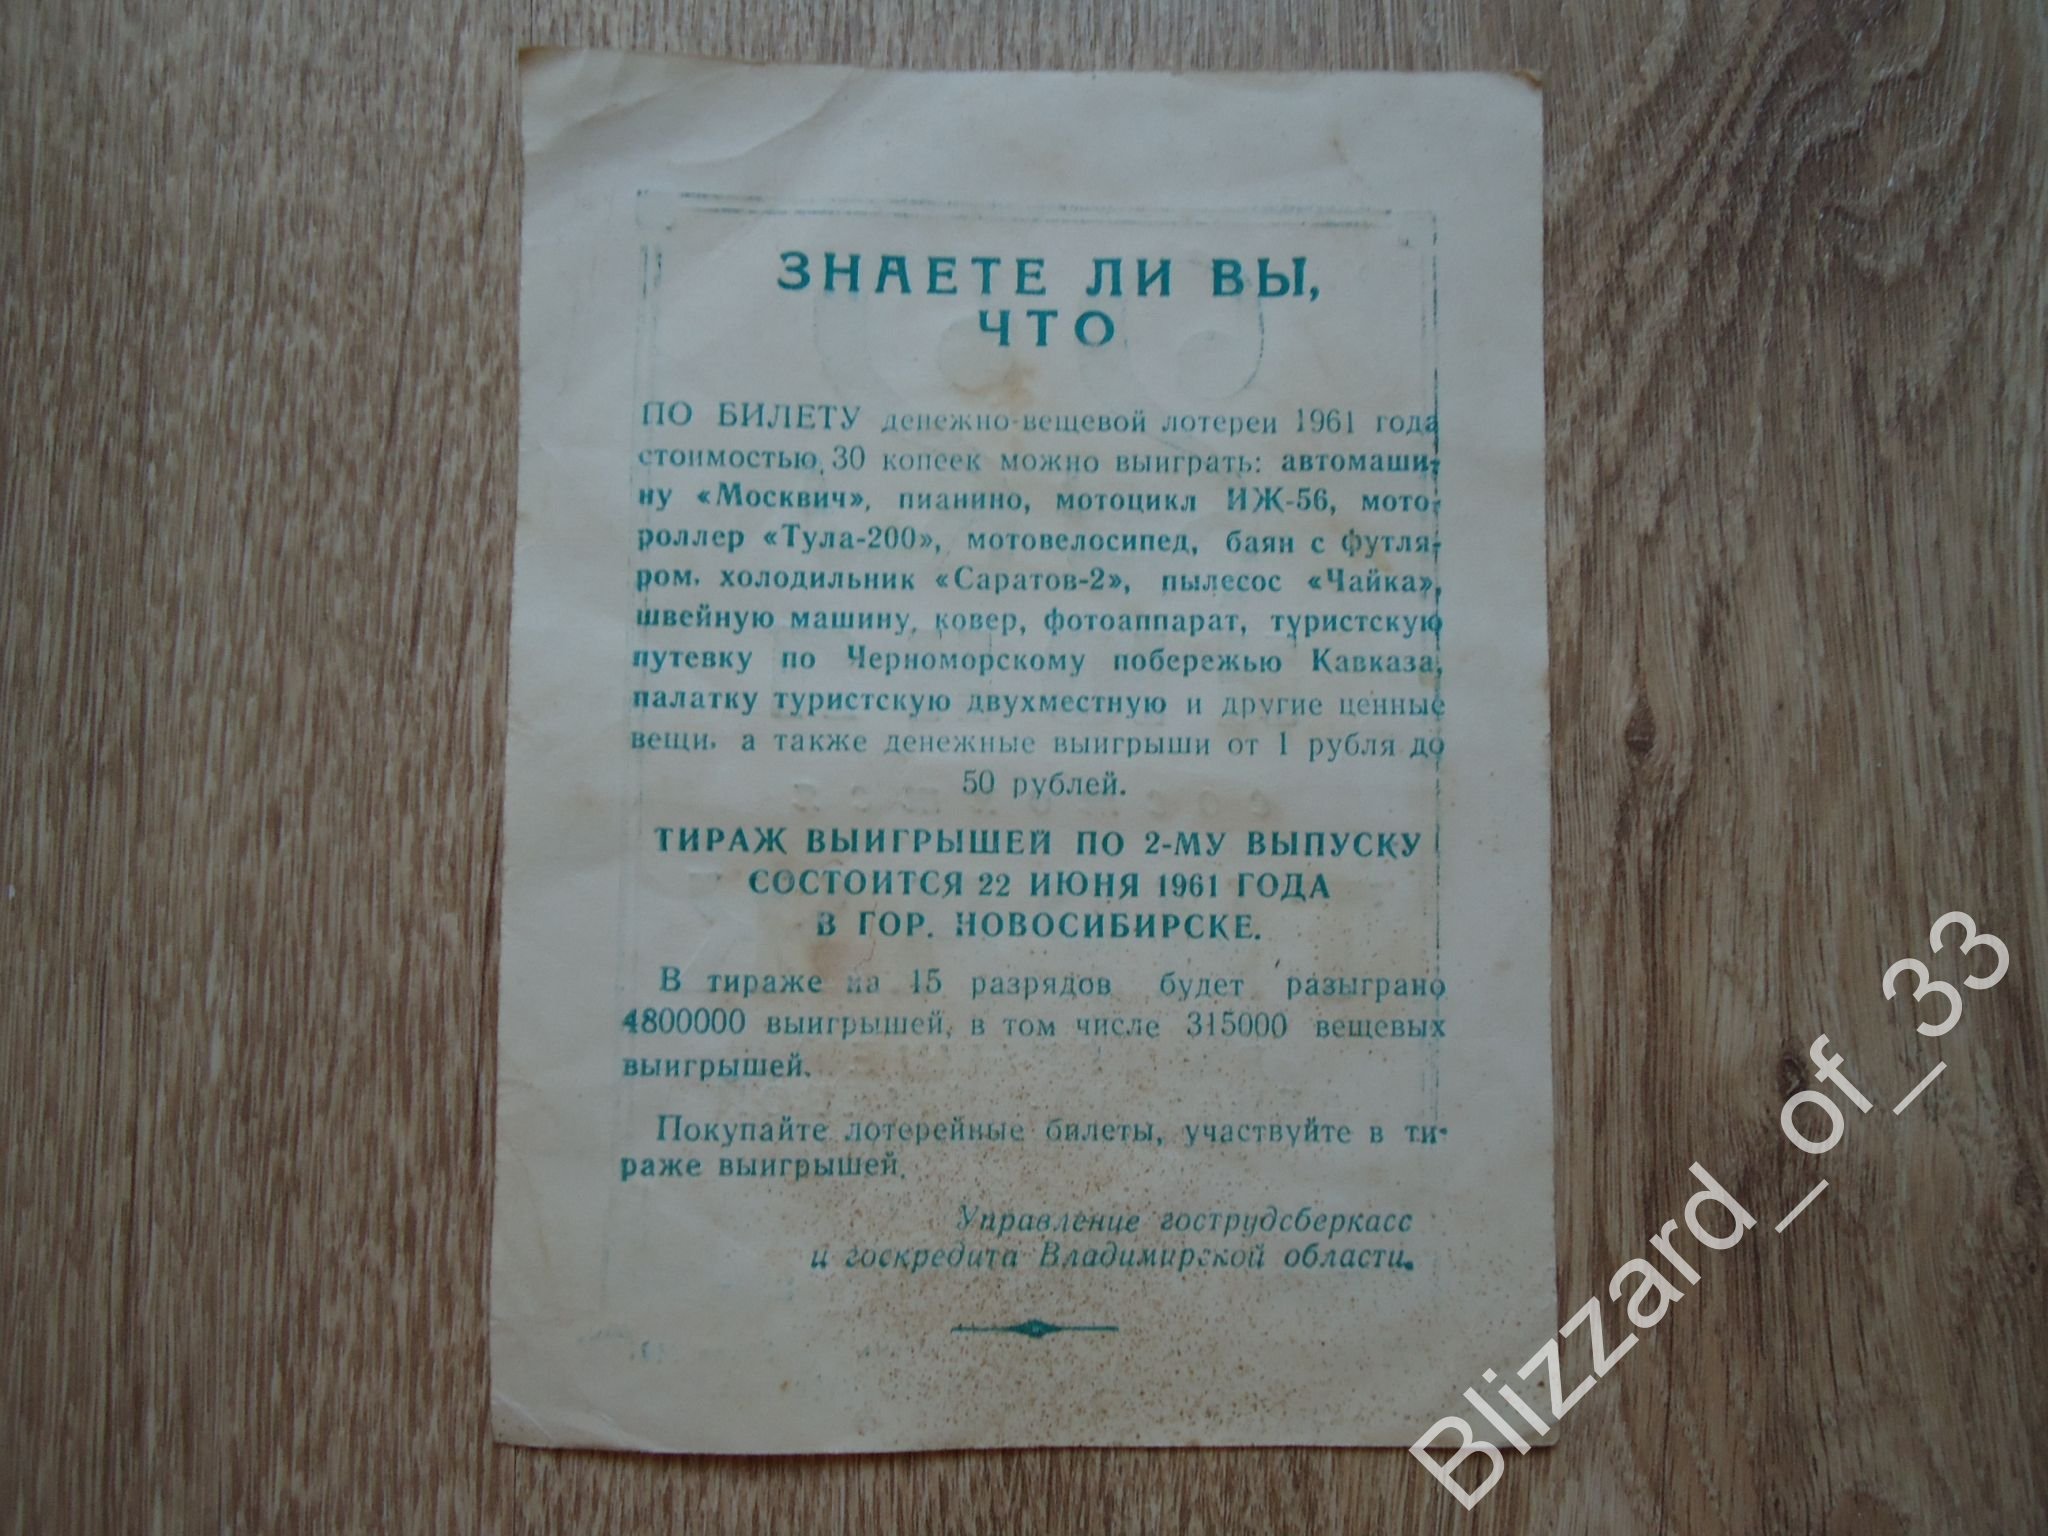 ЗНАЕТЕ ЛИ ВЫ,
ЧТО
ПО БИЛЕТУ денежно-вещевой лотереи 1961 года
стоимостью 30 копеек можно выиграть: автомаши-
ну «Москвич», пианино, мотоцикл ИЖ-56, мото-
роллер «Тула-200», мотовелосипед, баян с футля-
ром, холодильник «Саратов-2», пылесос «Чайка»,
швейную машину, ковер, фотоаппарат, туристскую
путевку по Черноморскому побережью Кавказа,
палатку туристскую двухместную и другие ценные
вещи, а также денежные выигрыши от 1 рубля до
50 рублей.
ТИРАЖ ВЫИГРЫШЕЙ ПО 2-МУ ВЫПУСКУ
СОСТОИТСЯ 22 ИЮНЯ 1961 ГОДА
В ГОР. НОВОСИБИРСКЕ.
В тираже на 15 разрядов будет разыграно
4800000 выигрышей, в том числе 315000 вещевых
выигрышей.
Покупайте лотерейные билеты, участвуйте в ти-
раже выигрышей.
Управление гострудсберкасс
и госкредита Владимирской области.
Blizzard_of_33